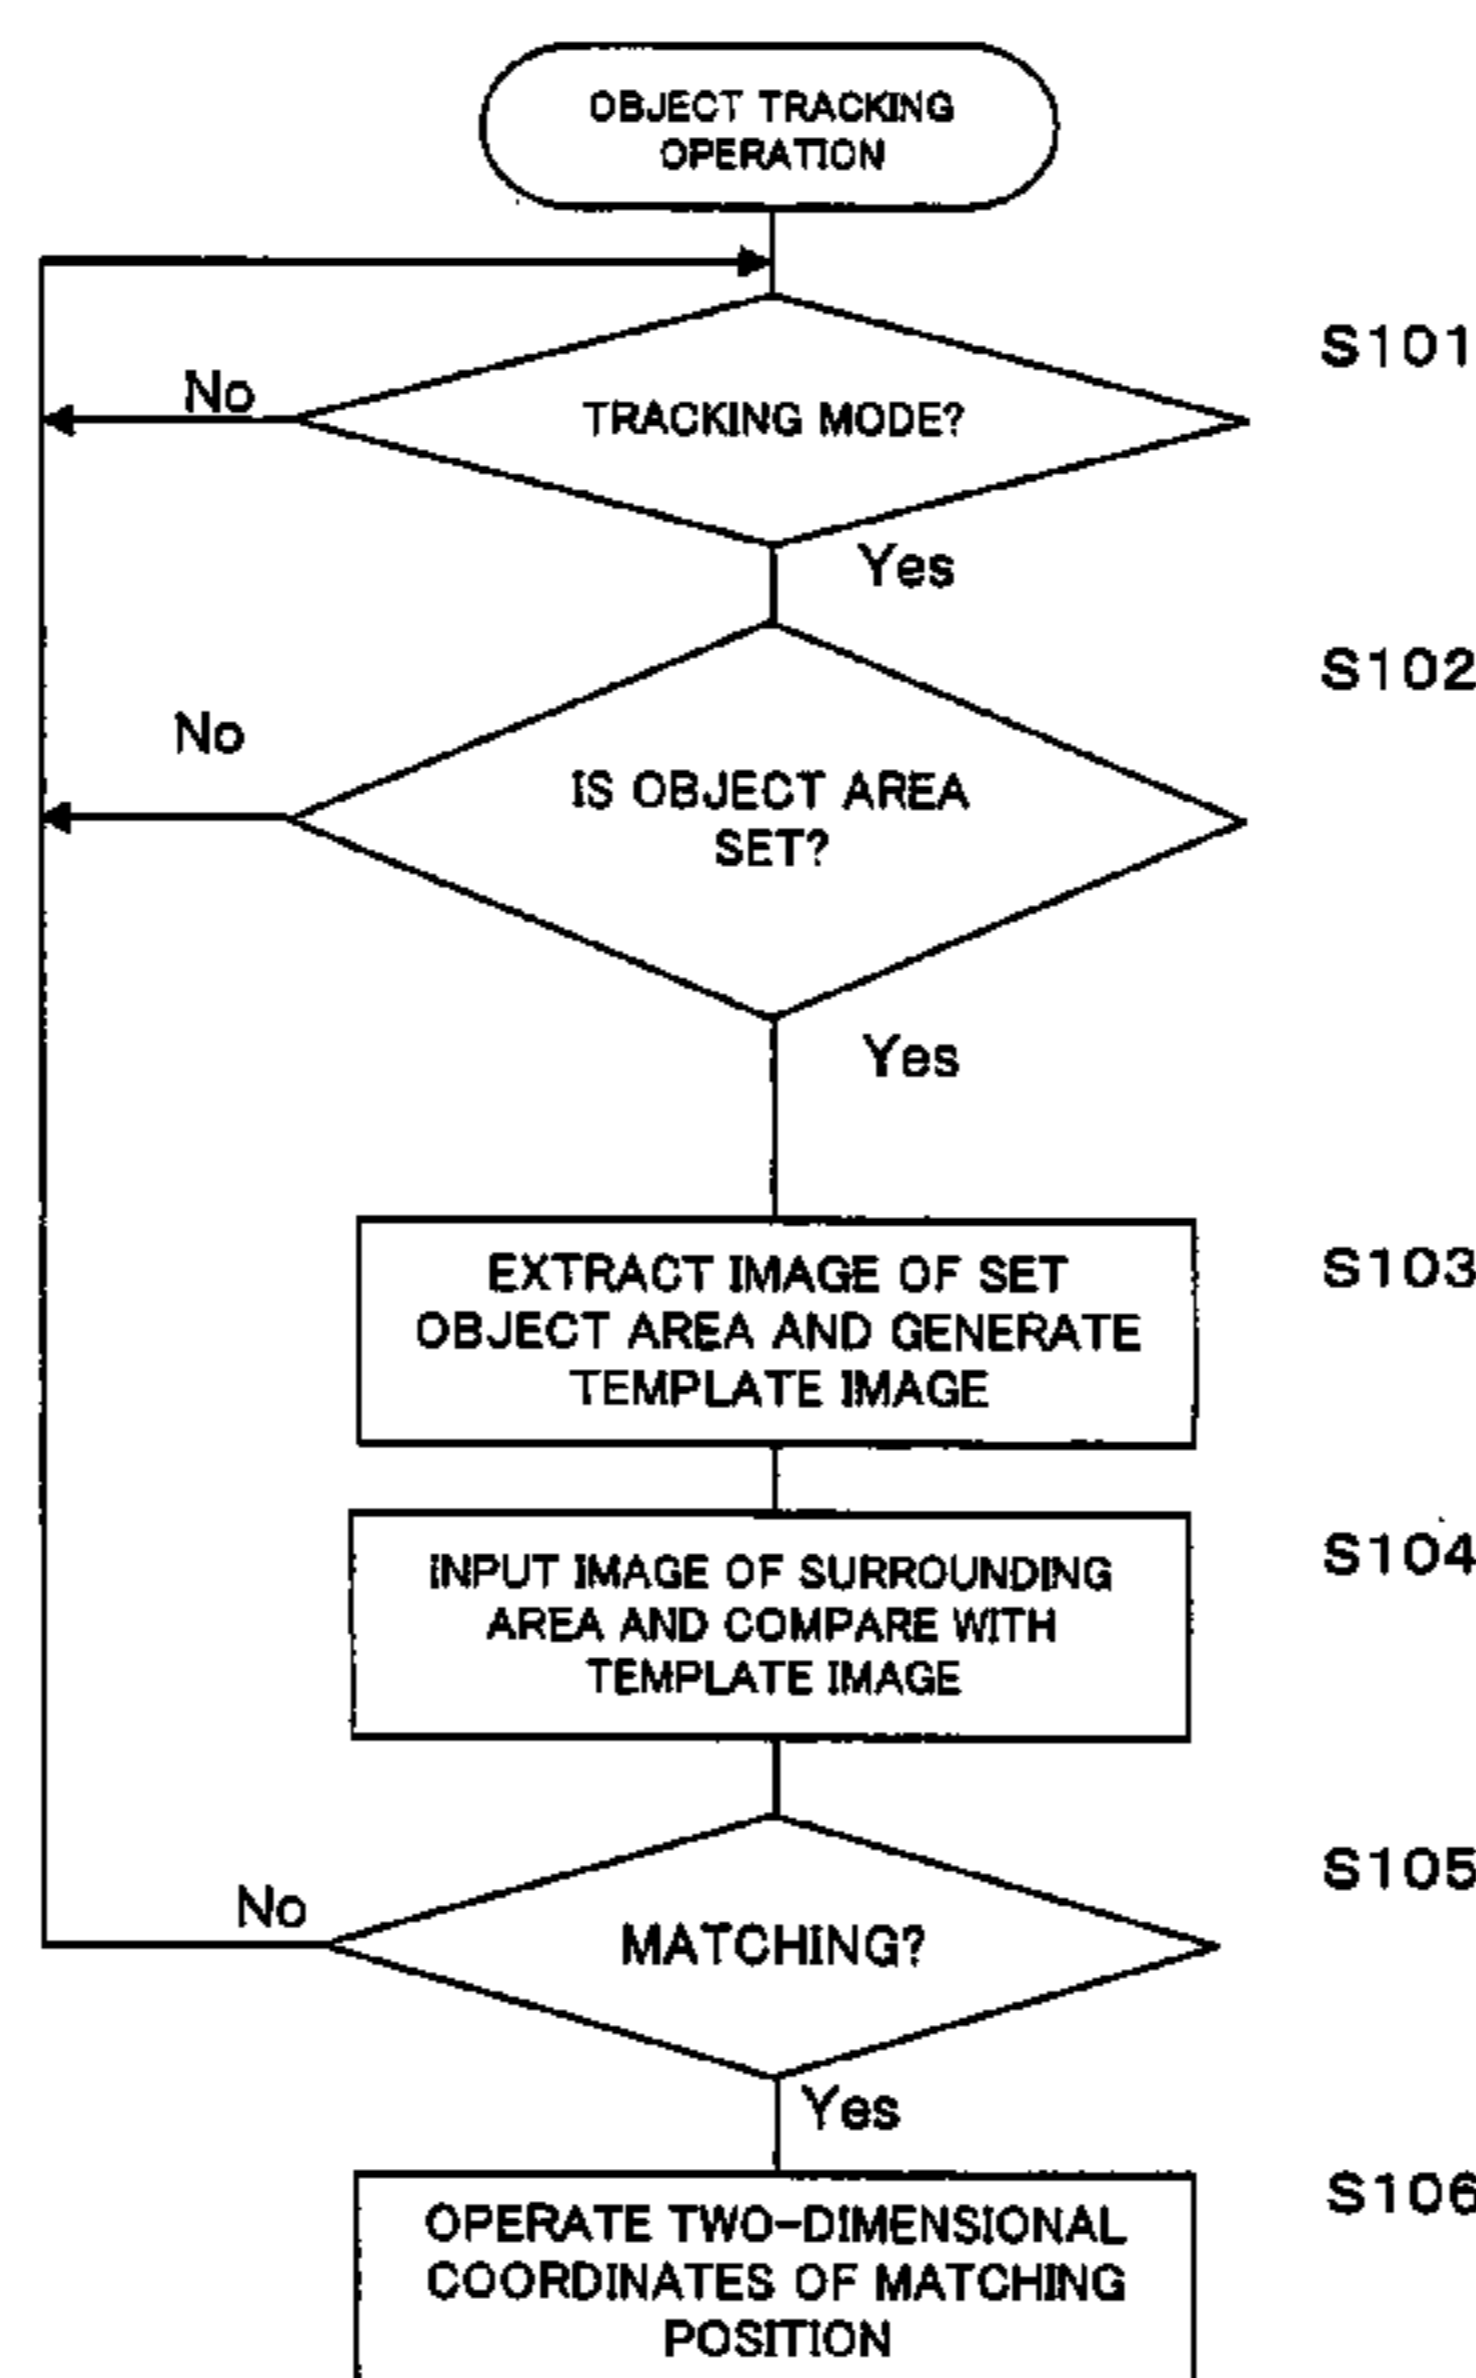 OBJECT TRACKING
OPERATION
S101
No
TRACKING MODE?
Yes
S102
No
IS OBJECT AREA
SET?
Yes
S103
EXTRACT IMAGE OF SET
OBJECT AREA AND GENERATE
TEMPLATE IMAGE
S104
INPUT IMAGE OF SURROUNDING
AREA AND COMPARE WITH
TEMPLATE IMAGE
S105
No
MATCHING?
Yes
S106
OPERATE TWO-DIMENSIONAL
COORDINATES OF MATCHING
POSITION